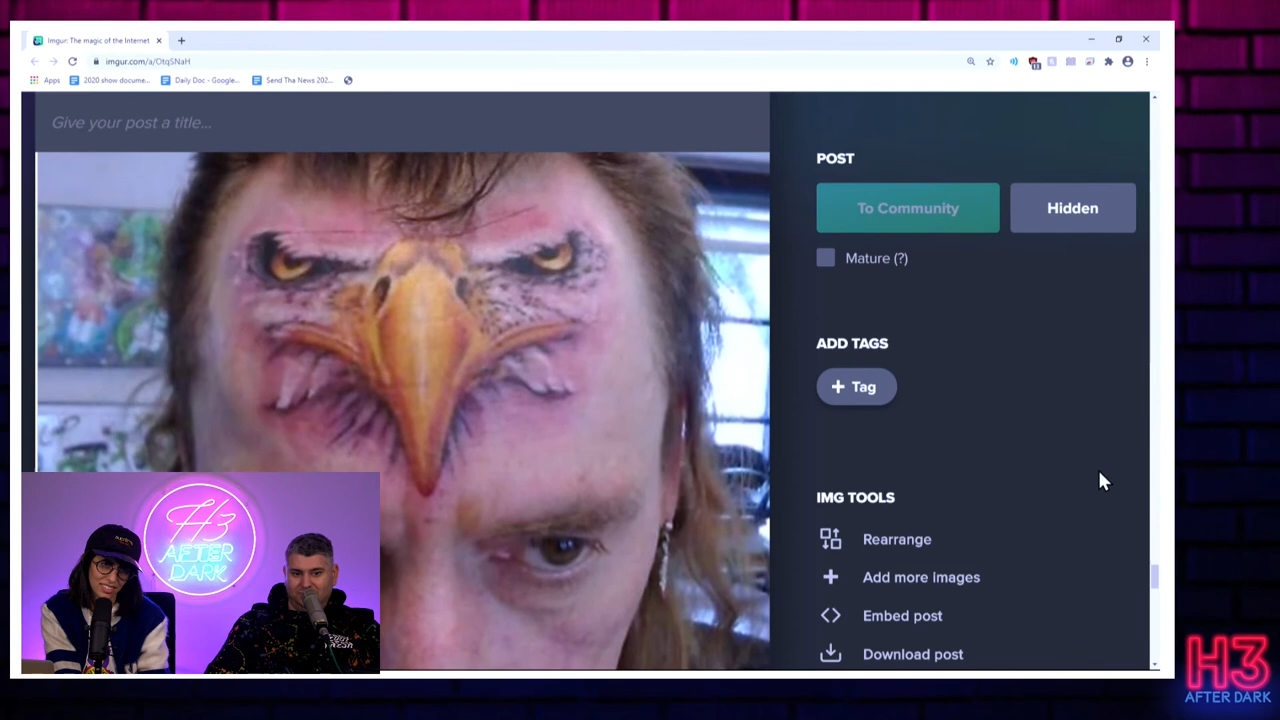 Imgur: The magic of the Internet
imgur.com/a/OtqSNaH
Apps 2020 show docume... Daily Doc - Google... Send Tha News 202...
Give your post a title...
POST
To Community Hidden
Mature (?)
ADD TAGS
+ Tag
IMG TOOLS
Rearrange
Add more images
Embed post
Download post
H3
AFTER
DARK
H3
AFTER DARK